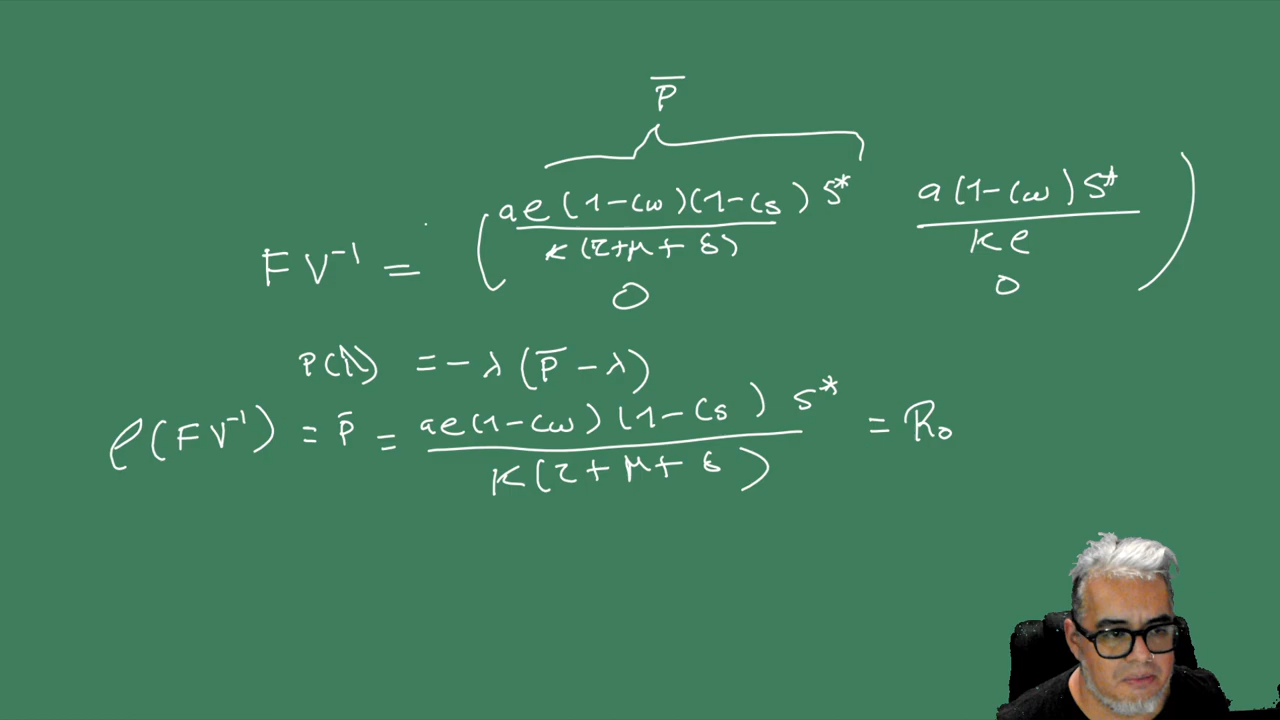 P̅
FV⁻¹ = ( ae(1-cω)(1-cs)S* / K(τ+μ+δ)   a(1-cω)S* / Ke )
0   0
P(λ) = -λ(P̅-λ)
ρ(FV⁻¹) = P̅ = ae(1-cω)(1-cs)S* / K(τ+μ+δ) = R₀